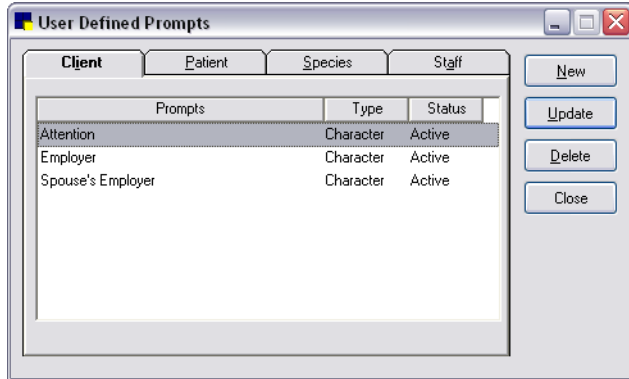 User Defined Prompts
Client Patient Species Staff
New
Prompts Type Status
Update
Attention Character Active
Employer Character Active
Delete
Spouse's Employer Character Active
Close